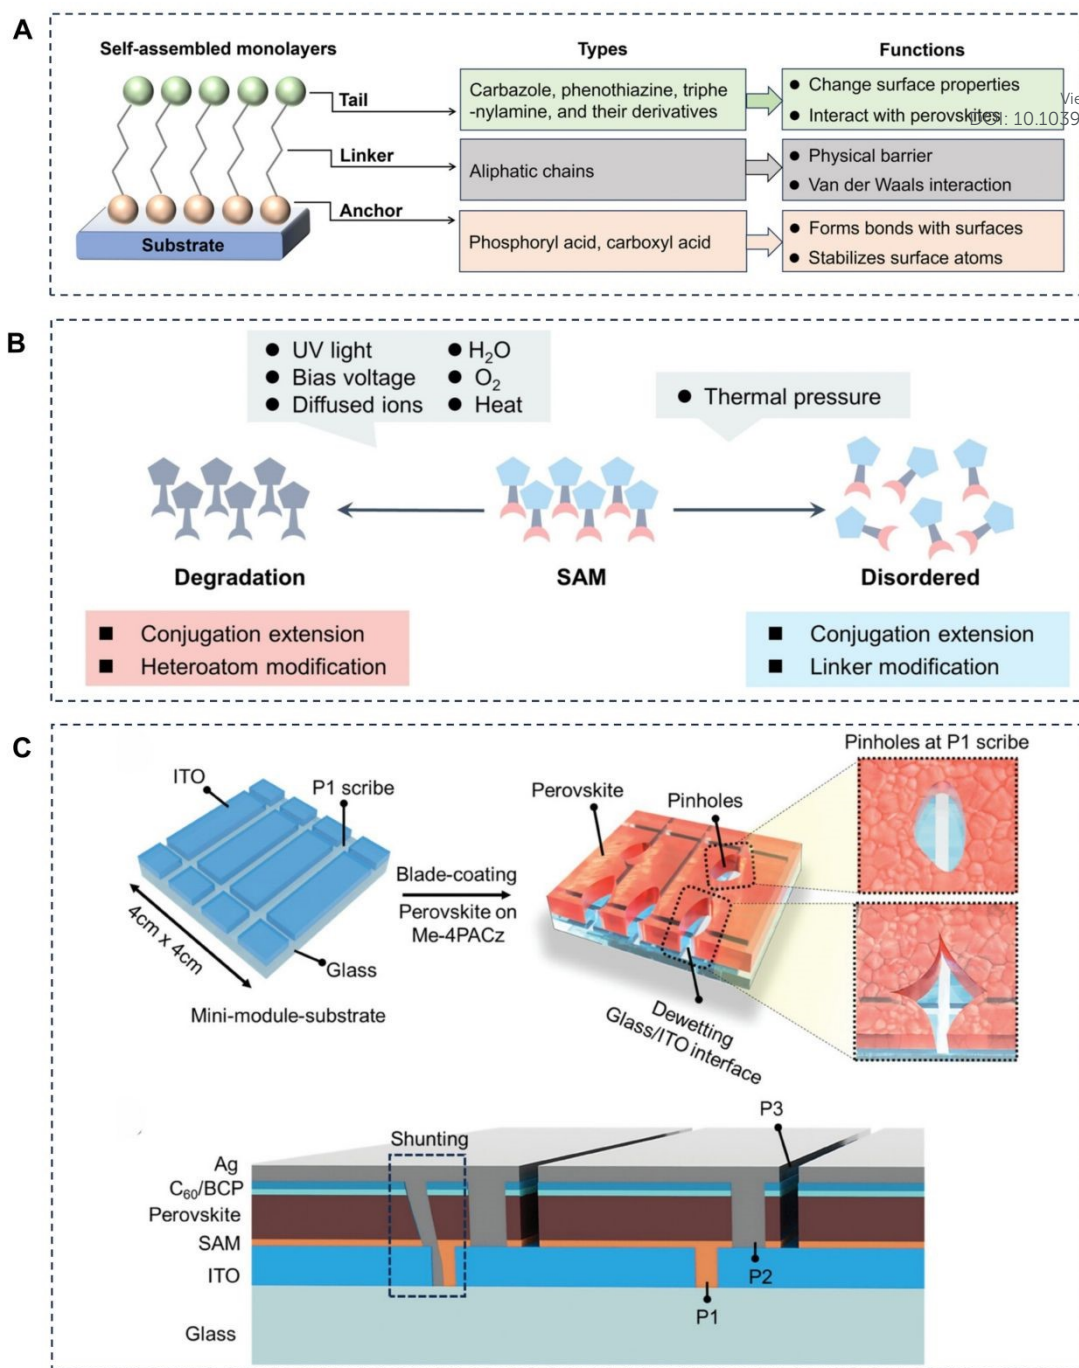 A
Self-assembled monolayers
Types
Functions
Tail
Linker
Anchor
Substrate
Carbazole, phenothiazine, triphe
-nylamine, and their derivatives
Aliphatic chains
Phosphoryl acid, carboxyl acid
● Change surface properties
● Interact with perovskites
● Physical barrier
● Van der Waals interaction
● Forms bonds with surfaces
● Stabilizes surface atoms
DOI: 10.1039
B
● UV light
● Bias voltage
● Diffused ions
● H₂O
● O₂
● Heat
● Thermal pressure
Degradation
SAM
Disordered
■ Conjugation extension
■ Heteroatom modification
■ Conjugation extension
■ Linker modification
C
ITO
P1 scribe
4cm x 4cm
Glass
Mini-module-substrate
Blade-coating
Perovskite on
Me-4PACz
Perovskite
Pinholes
Dewetting
Glass/ITO interface
Pinholes at P1 scribe
Shunting
P3
Ag
C₆₀/BCP
Perovskite
SAM
ITO
Glass
P2
P1